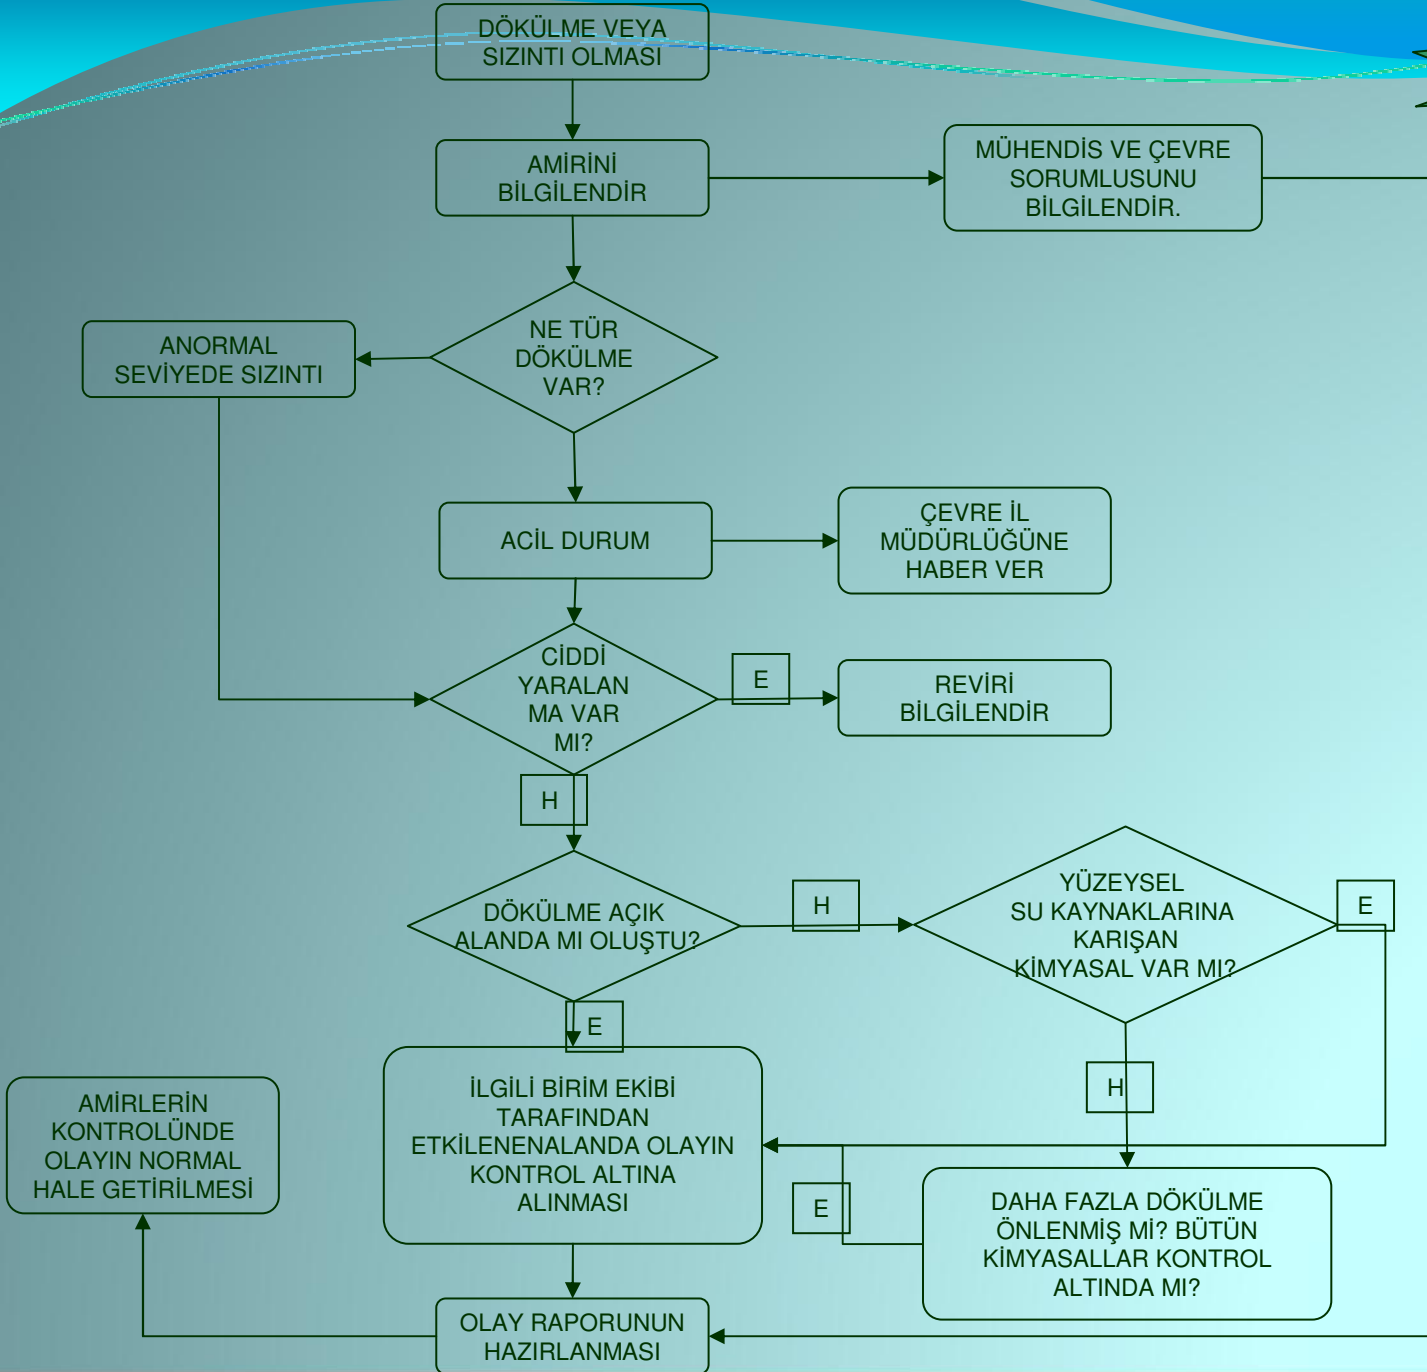 DÖKÜLME VEYA
SIZINTI OLMASI
AMİRİNİ
BİLGİLENDİR
MÜHENDİS VE ÇEVRE
SORUMLUSUNU
BİLGİLENDİR.
NE TÜR
DÖKÜLME
VAR?
ANORMAL
SEVİYEDE SIZINTI
ACİL DURUM
ÇEVRE İL
MÜDÜRLÜĞÜNE
HABER VER
CİDDİ
YARALAN
MA VAR
MI?
E
REVİRİ
BİLGİLENDİR
H
DÖKÜLME AÇIK
ALANDA MI OLUŞTU?
H
YÜZEYSEL
SU KAYNAKLARINA
KARIŞAN
KİMYASAL VAR MI?
E
E
H
İLGİLİ BİRİM EKİBİ
TARAFINDAN
ETKİLENENALANDA OLAYIN
KONTROL ALTINA
ALINMASI
AMİRLERİN
KONTROLÜNDE
OLAYIN NORMAL
HALE GETİRİLMESİ
E
DAHA FAZLA DÖKÜLME
ÖNLENMİŞ Mİ? BÜTÜN
KİMYASALLAR KONTROL
ALTINDA MI?
OLAY RAPORUNUN
HAZIRLANMASI